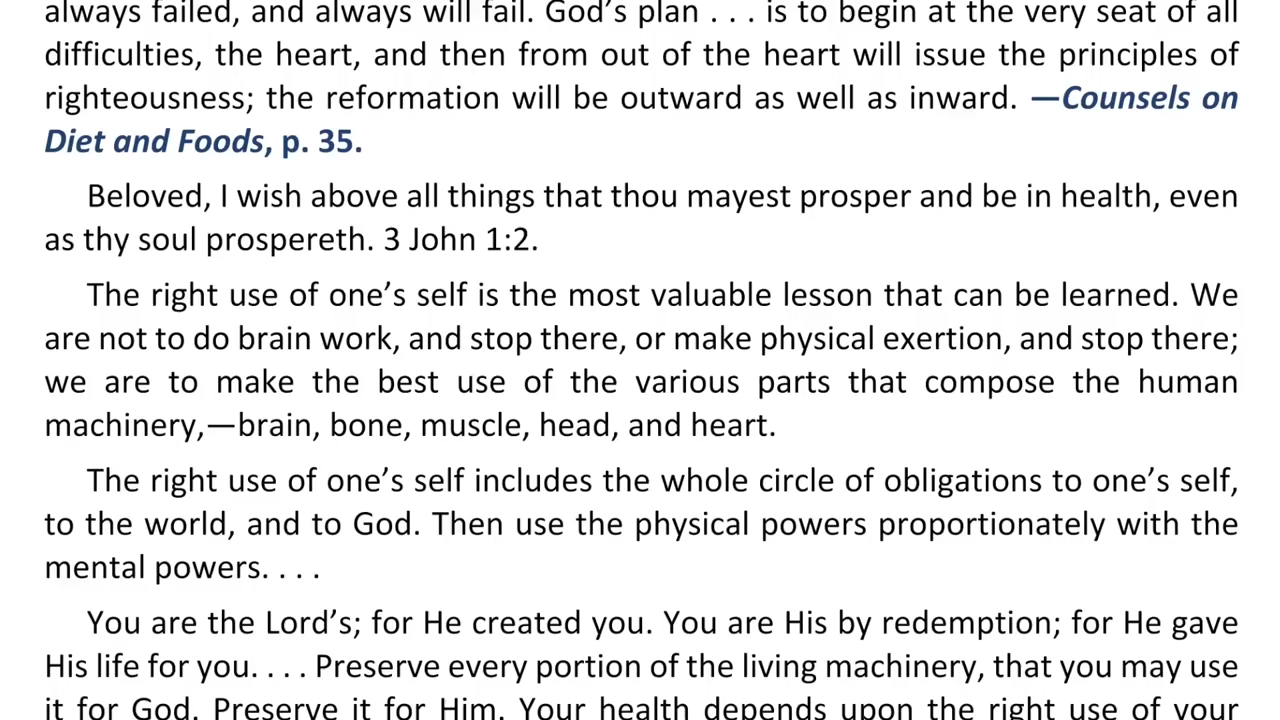 always failed, and always will fail. God’s plan . . . is to begin at the very seat of all
difficulties, the heart, and then from out of the heart will issue the principles of
righteousness; the reformation will be outward as well as inward. —Counsels on
Diet and Foods, p. 35.
Beloved, I wish above all things that thou mayest prosper and be in health, even
as thy soul prospereth. 3 John 1:2.
The right use of one’s self is the most valuable lesson that can be learned. We
are not to do brain work, and stop there, or make physical exertion, and stop there;
we are to make the best use of the various parts that compose the human
machinery,—brain, bone, muscle, head, and heart.
The right use of one’s self includes the whole circle of obligations to one’s self,
to the world, and to God. Then use the physical powers proportionately with the
mental powers. . . .
You are the Lord’s; for He created you. You are His by redemption; for He gave
His life for you. . . . Preserve every portion of the living machinery, that you may use
it for God. Preserve it for Him. Your health depends upon the right use of your